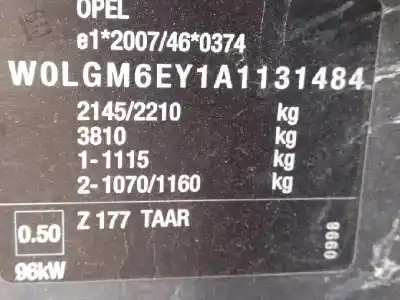 OPEL
e1*2007/46*0374
W0LGM6EY1A1131484
2145/2210 kg
3810 kg
1-1115 kg
2-1070/1160 kg
0.50 Z 177 TAAR
96kW
0998